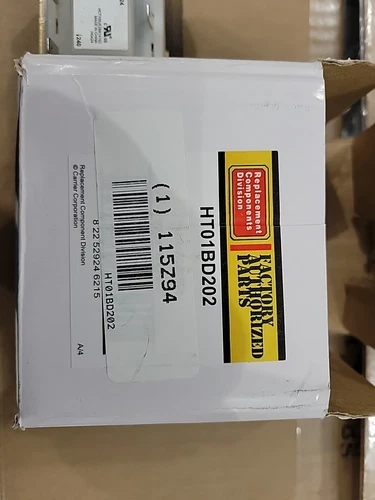 Replacement
Components
Division
FACTORY
AUTHORIZED
PARTS
HT01BD202
(1) 115Z94
HT01BD202
8 22 52924 6215
Replacement Component Division
© Carrier Corporation
A/4